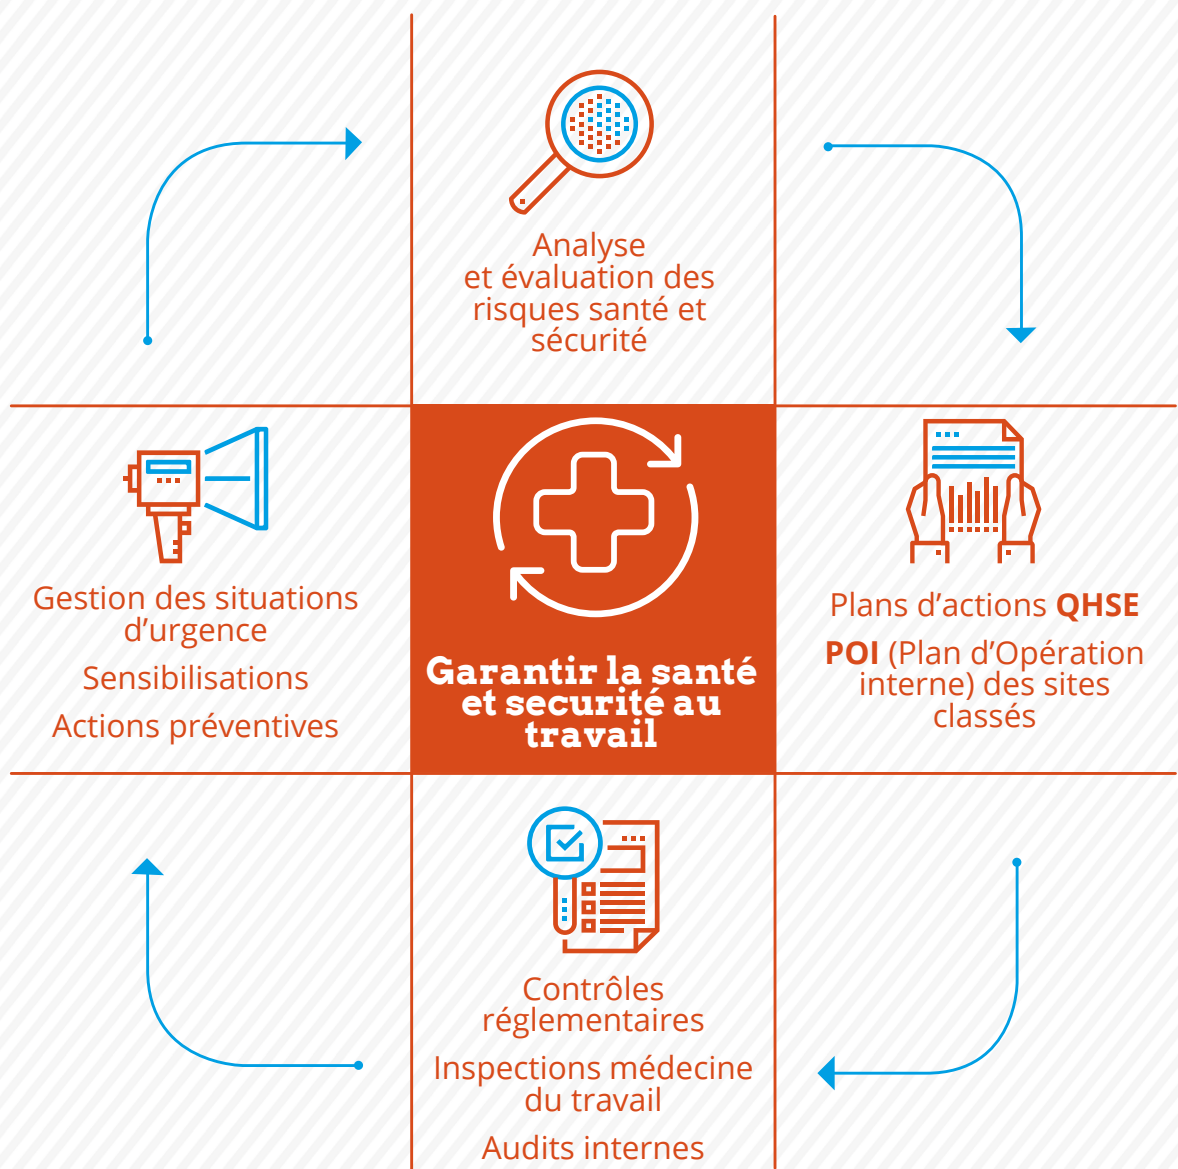 Analyse
et évaluation des
risques santé et
sécurité
Gestion des situations
d’urgence
Sensibilisations
Actions préventives
Garantir la santé
et securité au
travail
Plans d’actions QHSE
POI (Plan d’Opération
interne) des sites
classés
Contrôles
réglementaires
Inspections médecine
du travail
Audits internes